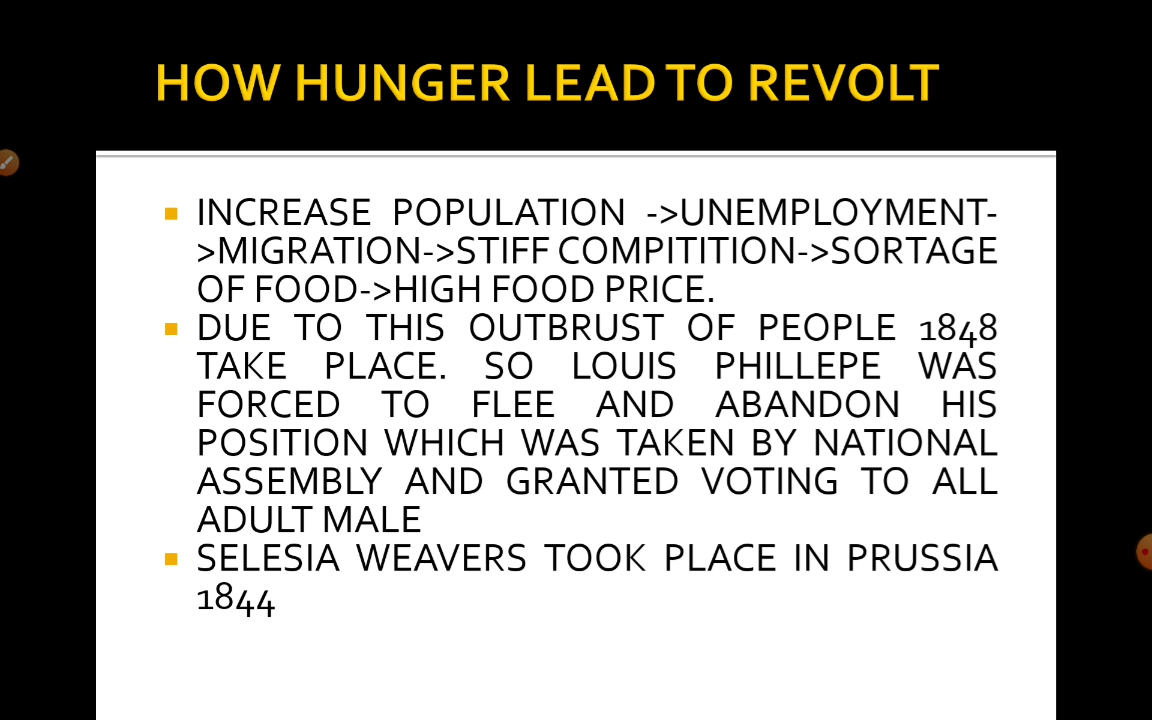 HOW HUNGER LEAD TO REVOLT
INCREASE POPULATION ->UNEMPLOYMENT-
>MIGRATION->STIFF COMPITITION->SORTAGE
OF FOOD->HIGH FOOD PRICE.
DUE TO THIS OUTBRUST OF PEOPLE 1848
TAKE PLACE. SO LOUIS PHILLEPE WAS
FORCED TO FLEE AND ABANDON HIS
POSITION WHICH WAS TAKEN BY NATIONAL
ASSEMBLY AND GRANTED VOTING TO ALL
ADULT MALE
SELESIA WEAVERS TOOK PLACE IN PRUSSIA
1844